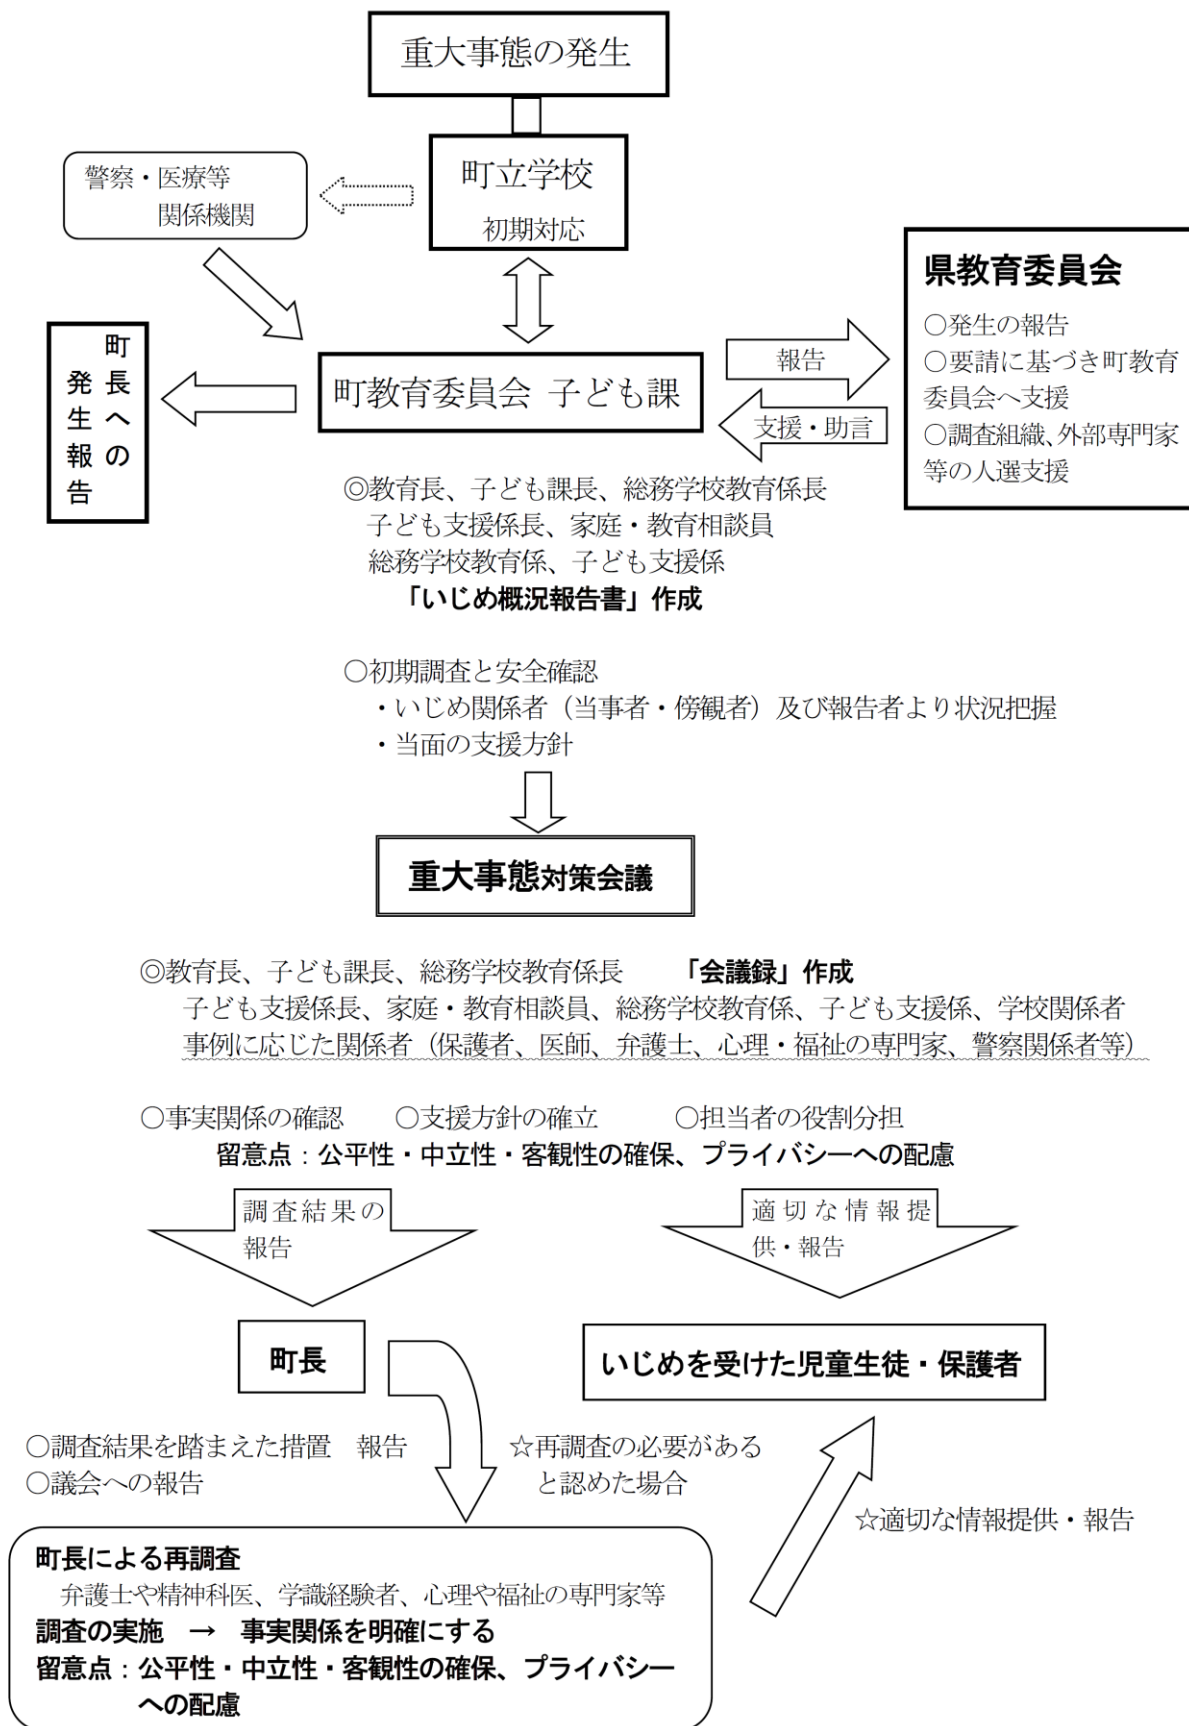 重大事態の発生
町立学校
初期対応
警察・医療等
関係機関
県教育委員会
○発生の報告
○要請に基づき町教育
委員会へ支援
○調査組織、外部専門家
等の人選支援
町長への
発生報告
町教育委員会 子ども課
報告
支援・助言
◎教育長、子ども課長、総務学校教育係長
子ども支援係長、家庭・教育相談員
総務学校教育係、子ども支援係
「いじめ概況報告書」作成
○初期調査と安全確認
・いじめ関係者（当事者・傍観者）及び報告者より状況把握
・当面の支援方針
重大事態対策会議
◎教育長、子ども課長、総務学校教育係長 「会議録」作成
子ども支援係長、家庭・教育相談員、総務学校教育係、子ども支援係、学校関係者
事例に応じた関係者（保護者、医師、弁護士、心理・福祉の専門家、警察関係者等）
○事実関係の確認 ○支援方針の確立 ○担当者の役割分担
留意点：公平性・中立性・客観性の確保、プライバシーへの配慮
調査結果の
報告
適切な情報提
供・報告
町長
いじめを受けた児童生徒・保護者
○調査結果を踏まえた措置 報告
○議会への報告
☆再調査の必要がある
と認めた場合
☆適切な情報提供・報告
町長による再調査
弁護士や精神科医、学識経験者、心理や福祉の専門家等
調査の実施 → 事実関係を明確にする
留意点：公平性・中立性・客観性の確保、プライバシー
への配慮